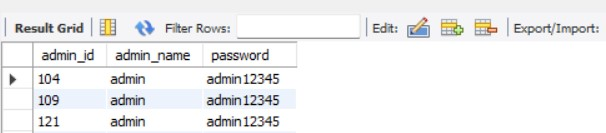 Result Grid Filter Rows: Edit: Export/Import:
admin_id admin_name password
104 admin admin12345
109 admin admin12345
121 admin admin12345